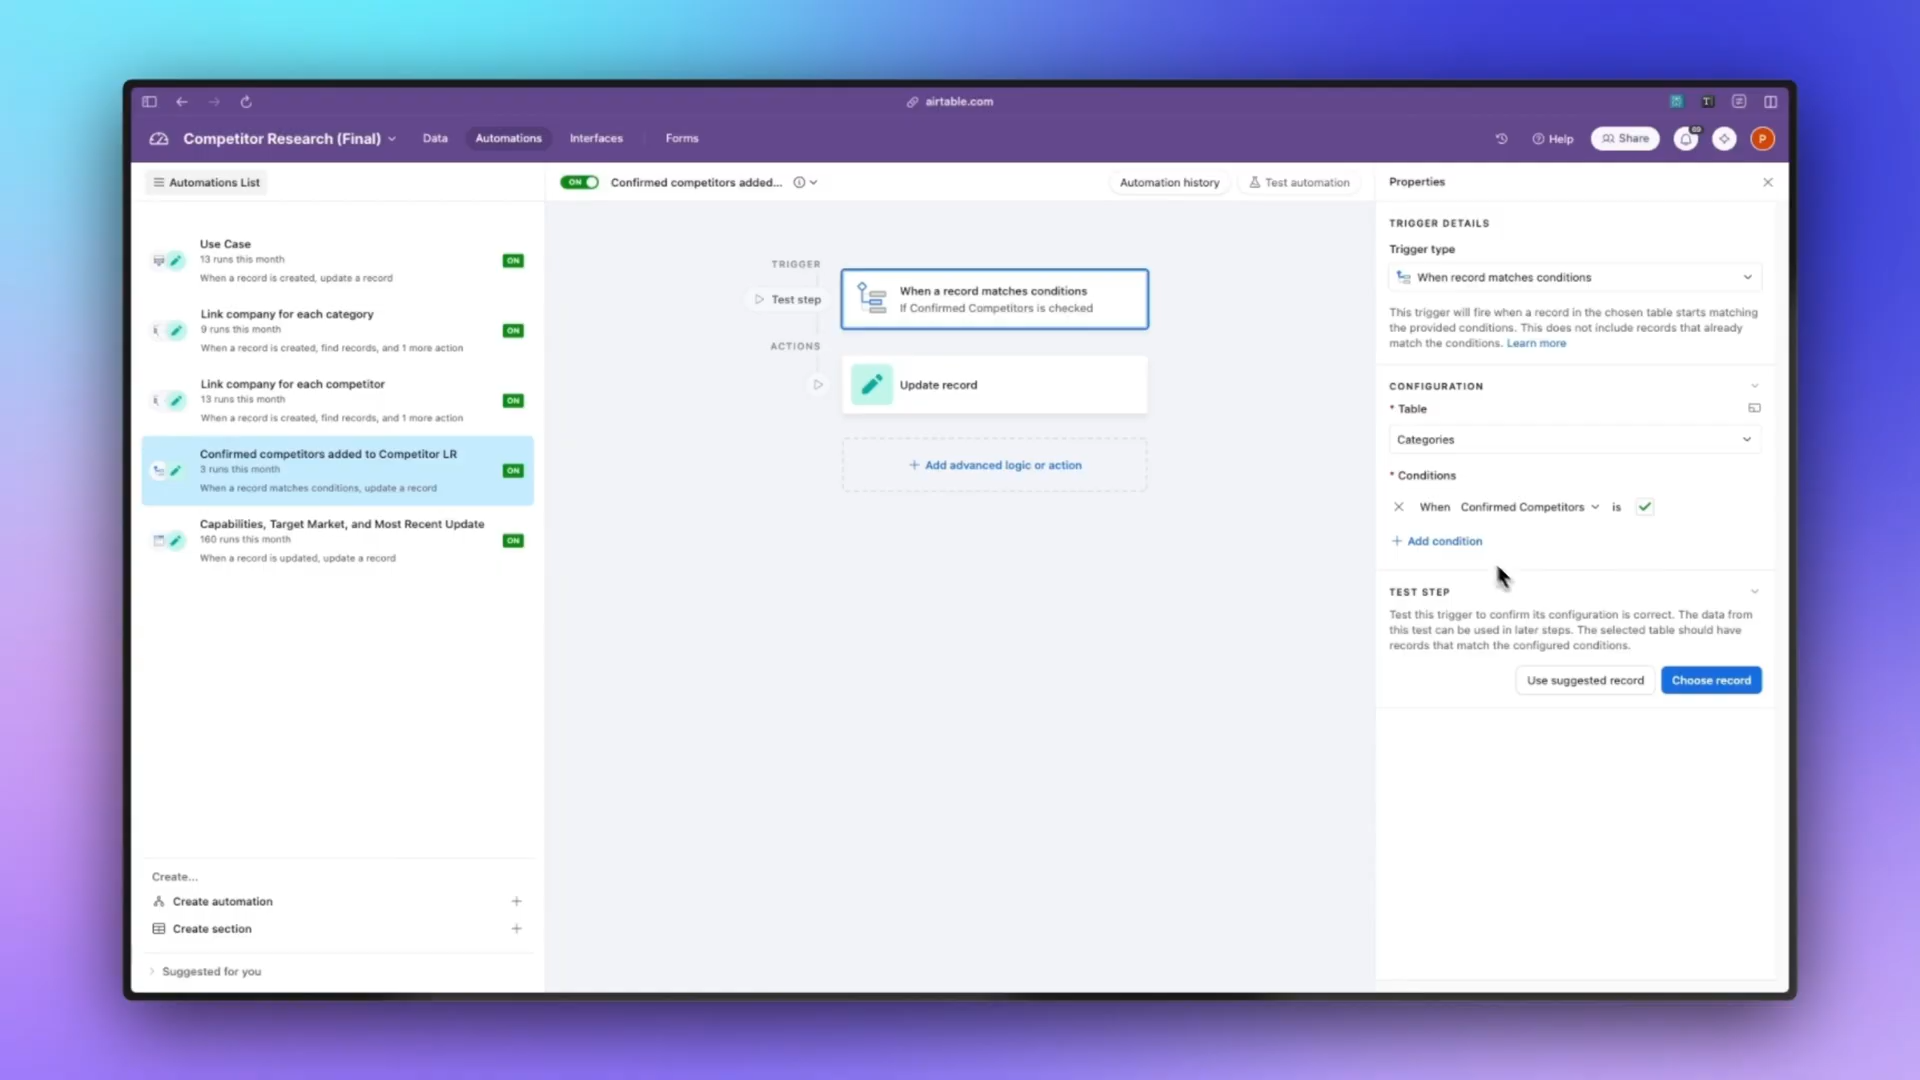 airtable.com
Competitor Research (Final)
Data
Automations
Interfaces
Forms
Help
Share
P
Automations List
ON
Confirmed competitors added...
Automation history
Test automation
Properties
Use Case
13 runs this month
When a record is created, update a record
ON
Link company for each category
9 runs this month
When a record is created, find records, and 1 more action
ON
Link company for each competitor
13 runs this month
When a record is created, find records, and 1 more action
ON
Confirmed competitors added to Competitor LR
3 runs this month
When a record matches conditions, update a record
ON
Capabilities, Target Market, and Most Recent Update
160 runs this month
When a record is updated, update a record
ON
Create...
Create automation
Create section
Suggested for you
TRIGGER
Test step
When a record matches conditions
If Confirmed Competitors is checked
ACTIONS
Update record
+ Add advanced logic or action
TRIGGER DETAILS
Trigger type
When record matches conditions
This trigger will fire when a record in the chosen table starts matching
the provided conditions. This does not include records that already
match the conditions. Learn more
CONFIGURATION
* Table
Categories
* Conditions
When Confirmed Competitors is
+ Add condition
TEST STEP
Test this trigger to confirm its configuration is correct. The data from
this test can be used in later steps. The selected table should have
records that match the configured conditions.
Use suggested record
Choose record